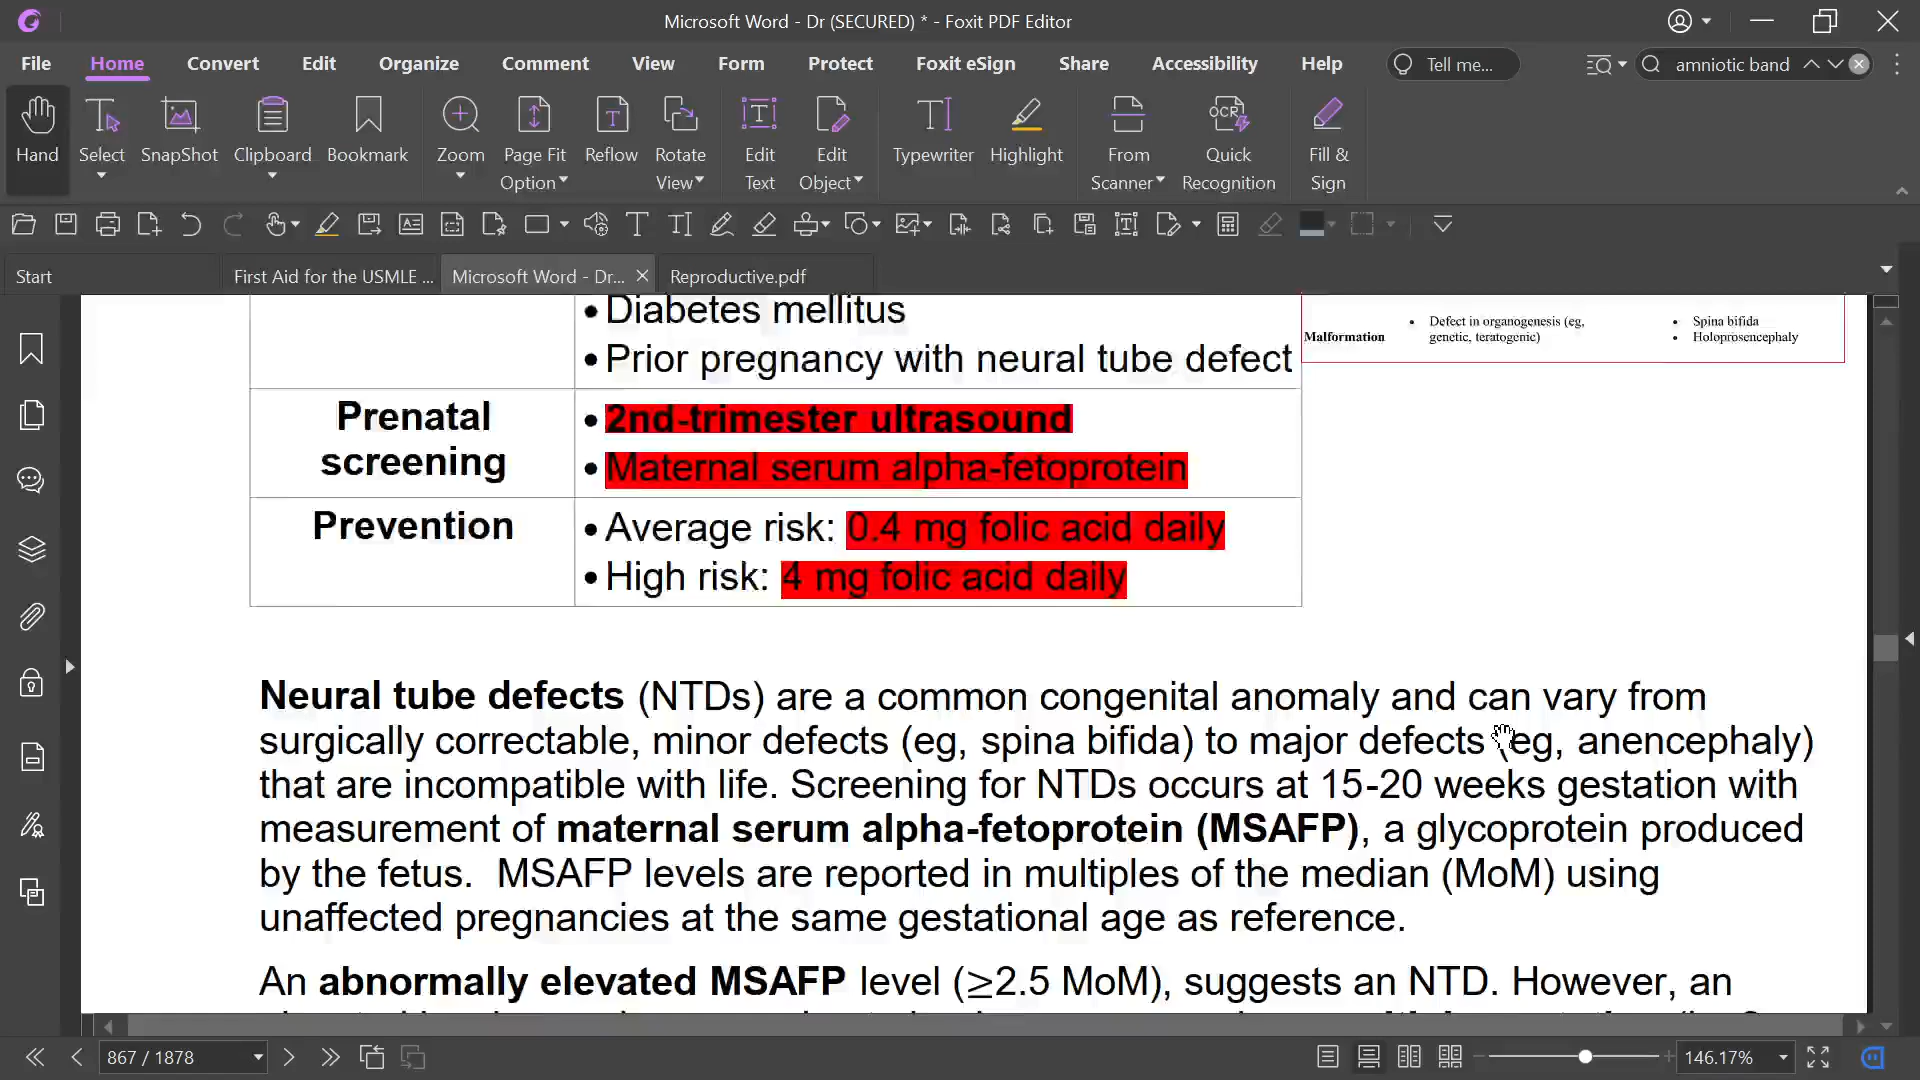 Microsoft Word - Dr (SECURED) * - Foxit PDF Editor
File Home Convert Edit Organize Comment View Form Protect Foxit eSign Share Accessibility Help Tell me... amniotic band
Hand Select SnapShot Clipboard Bookmark Zoom Page Fit Option Reflow Rotate View Edit Text Edit Object Typewriter Highlight From Scanner OCR Quick Recognition Fill & Sign
Start First Aid for the USMLE ... Microsoft Word - Dr... Reproductive.pdf
• Diabetes mellitus
• Prior pregnancy with neural tube defect
Malformation • Defect in organogenesis (eg, genetic, teratogenic) • Spina bifida
• Holoprosencephaly
Prenatal screening
• 2nd-trimester ultrasound
• Maternal serum alpha-fetoprotein
Prevention
• Average risk: 0.4 mg folic acid daily
• High risk: 4 mg folic acid daily
Neural tube defects (NTDs) are a common congenital anomaly and can vary from
surgically correctable, minor defects (eg, spina bifida) to major defects (eg, anencephaly)
that are incompatible with life. Screening for NTDs occurs at 15-20 weeks gestation with
measurement of maternal serum alpha-fetoprotein (MSAFP), a glycoprotein produced
by the fetus. MSAFP levels are reported in multiples of the median (MoM) using
unaffected pregnancies at the same gestational age as reference.
An abnormally elevated MSAFP level (≥2.5 MoM), suggests an NTD. However, an
867 / 1878
146.17%